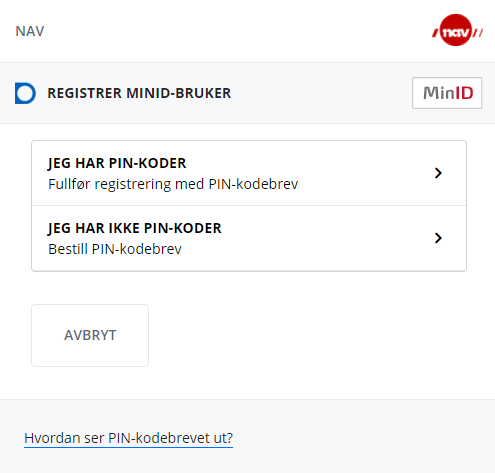 NAV
nav
REGISTRER MINID-BRUKER
MinID
JEG HAR PIN-KODER
Fullfør registrering med PIN-kodebrev
JEG HAR IKKE PIN-KODER
Bestill PIN-kodebrev
AVBRYT
Hvordan ser PIN-kodebrevet ut?